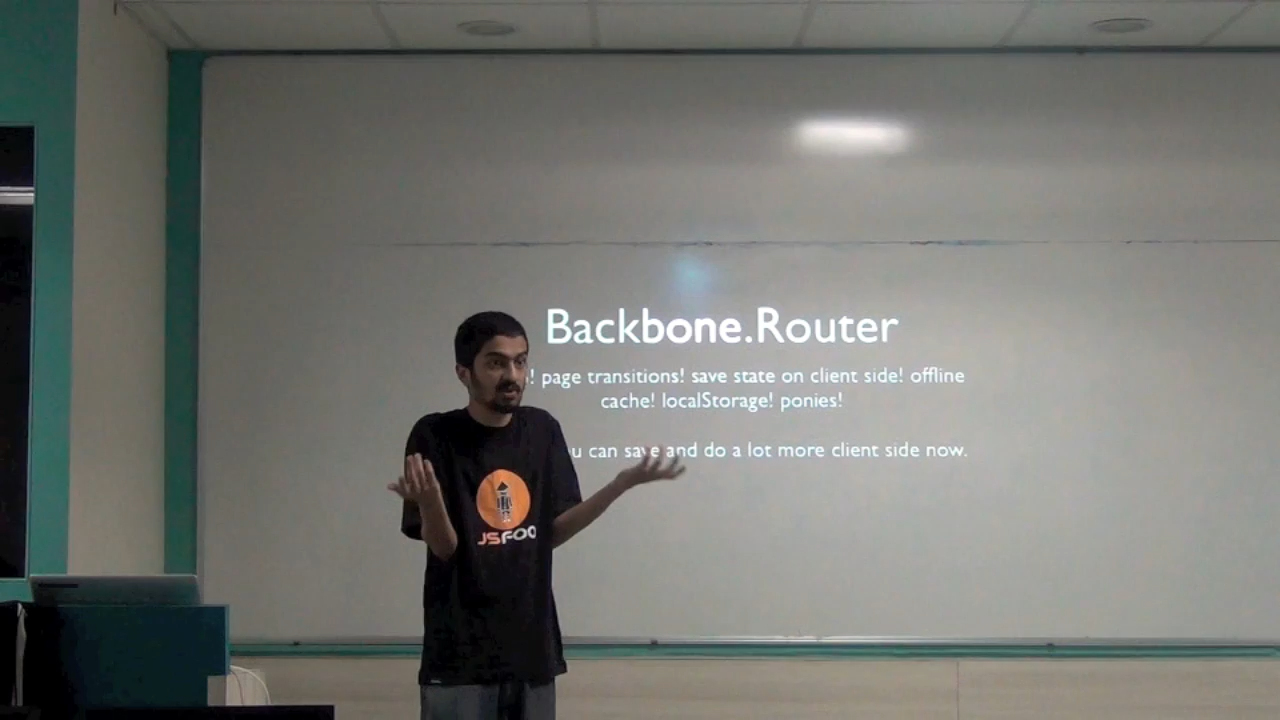 Backbone.Router
! page transitions! save state on client side! offline
cache! localStorage! ponies!
can save and do a lot more client side now.
JSFOO